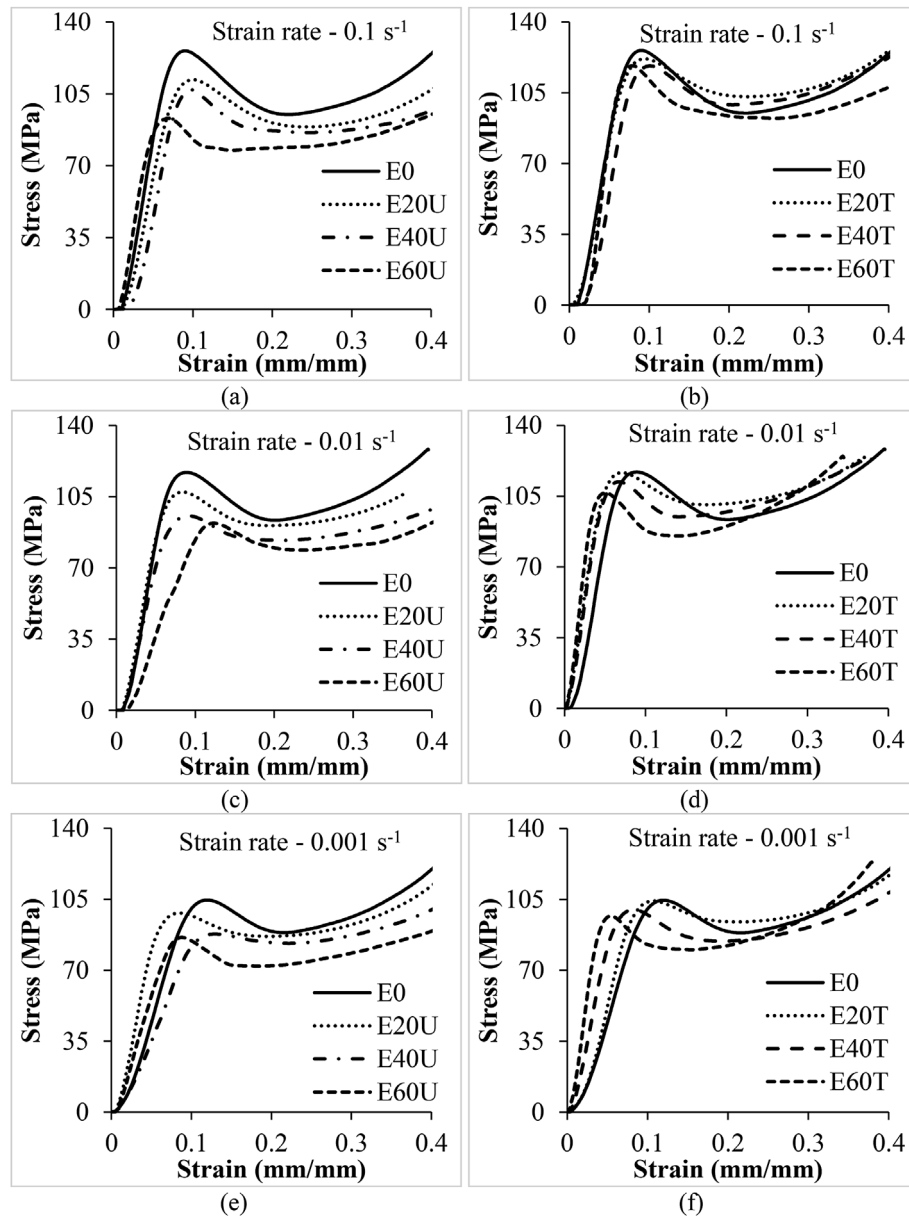 140
105
70
35
0
Stress (MPa)
Strain rate - 0.1 s-1
E0
E20U
E40U
E60U
0 0.1 0.2 0.3 0.4
Strain (mm/mm)
(a)
140
105
70
35
0
Stress (MPa)
Strain rate - 0.1 s-1
E0
E20T
E40T
E60T
0 0.1 0.2 0.3 0.4
Strain (mm/mm)
(b)
140
105
70
35
0
Stress (MPa)
Strain rate - 0.01 s-1
E0
E20U
E40U
E60U
0 0.1 0.2 0.3 0.4
Strain (mm/mm)
(c)
140
105
70
35
0
Stress (MPa)
Strain rate - 0.01 s-1
E0
E20T
E40T
E60T
0 0.1 0.2 0.3 0.4
Strain (mm/mm)
(d)
140
105
70
35
0
Stress (MPa)
Strain rate - 0.001 s-1
E0
E20U
E40U
E60U
0 0.1 0.2 0.3 0.4
Strain (mm/mm)
(e)
140
105
70
35
0
Stress (MPa)
Strain rate - 0.001 s-1
E0
E20T
E40T
E60T
0 0.1 0.2 0.3 0.4
Strain (mm/mm)
(f)